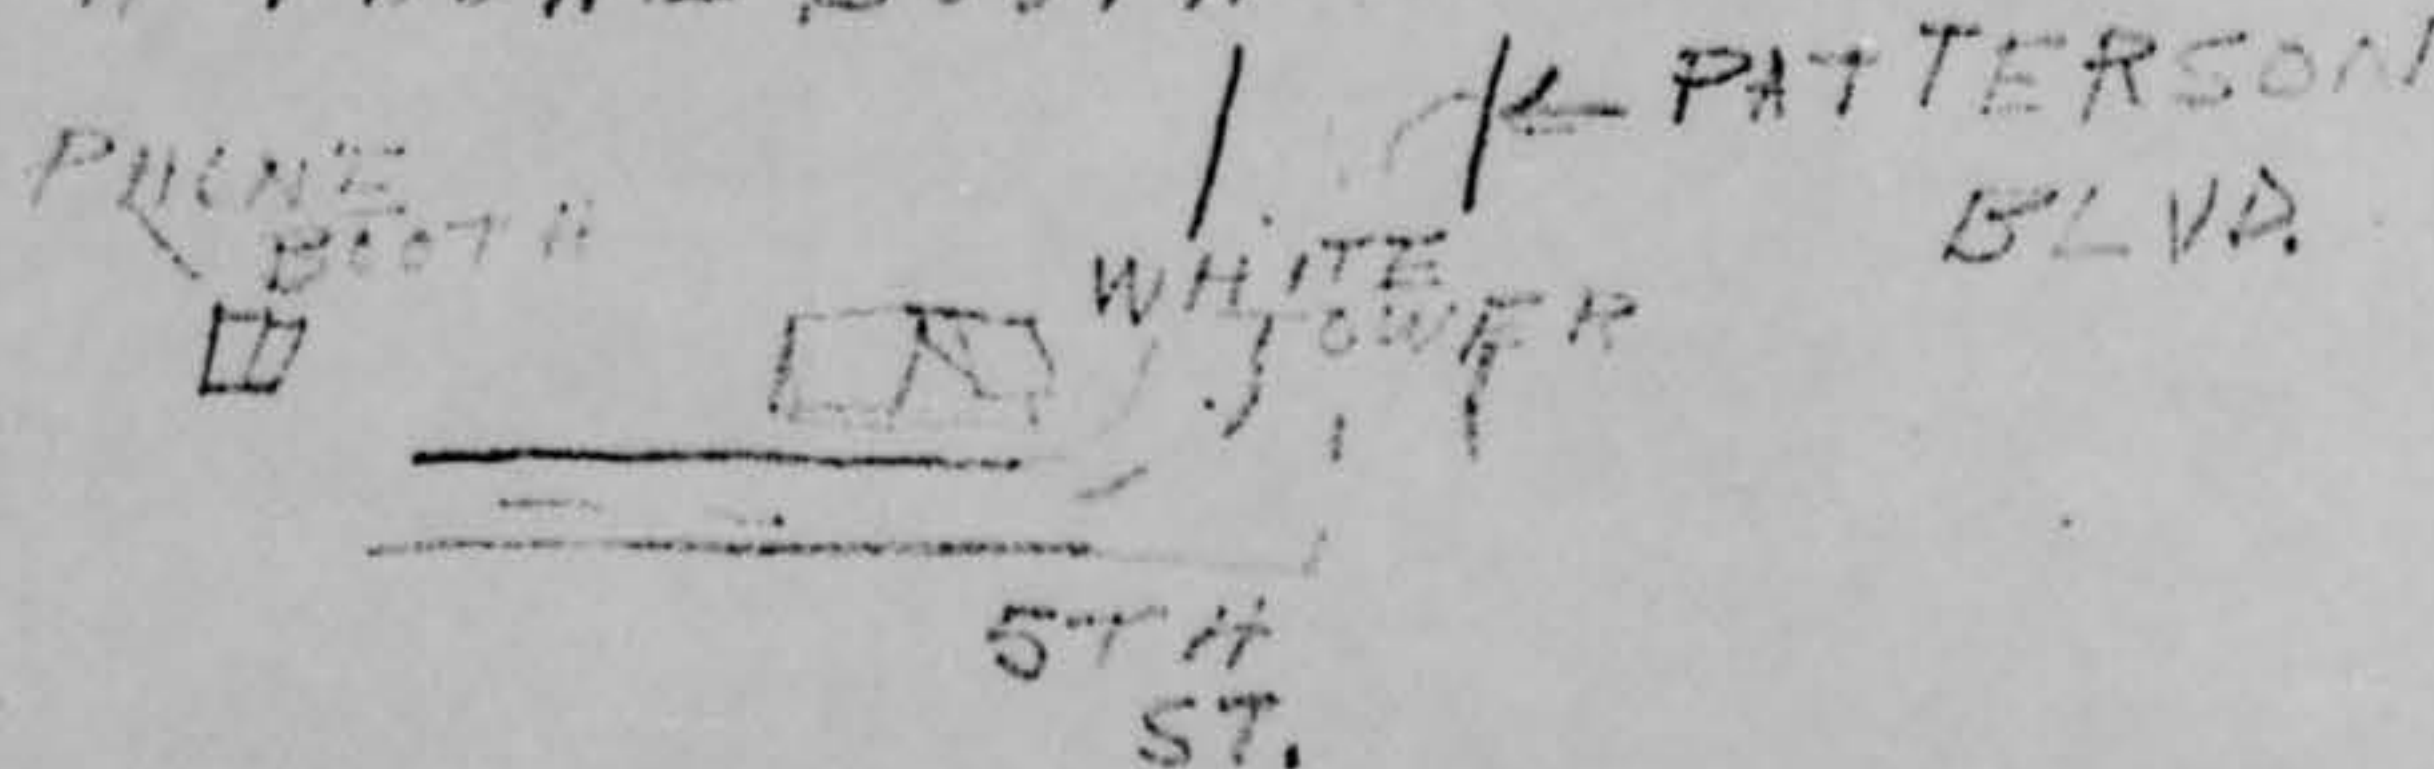 PATTERSON
BLVD.
PHONE
BOOTH
WHITE
TOWER
5TH
ST.